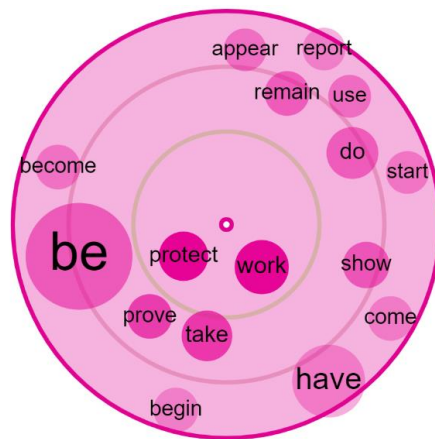 appear
report
remain
use
do
become
start
be
protect
work
show
prove
take
come
have
begin